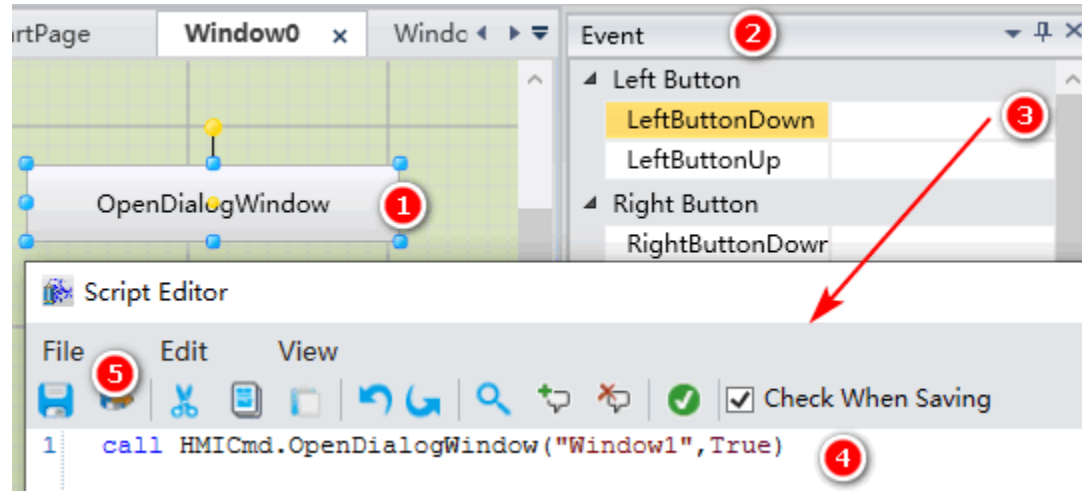 rtPage Window0 x Windo
Event 2
Left Button
LeftButtonDown 3
LeftButtonUp
Right Button
RightButtonDowr
OpenDialogWindow 1
Script Editor
File Edit View
5
Check When Saving
1 call HMICmd.OpenDialogWindow("Window1",True)
4